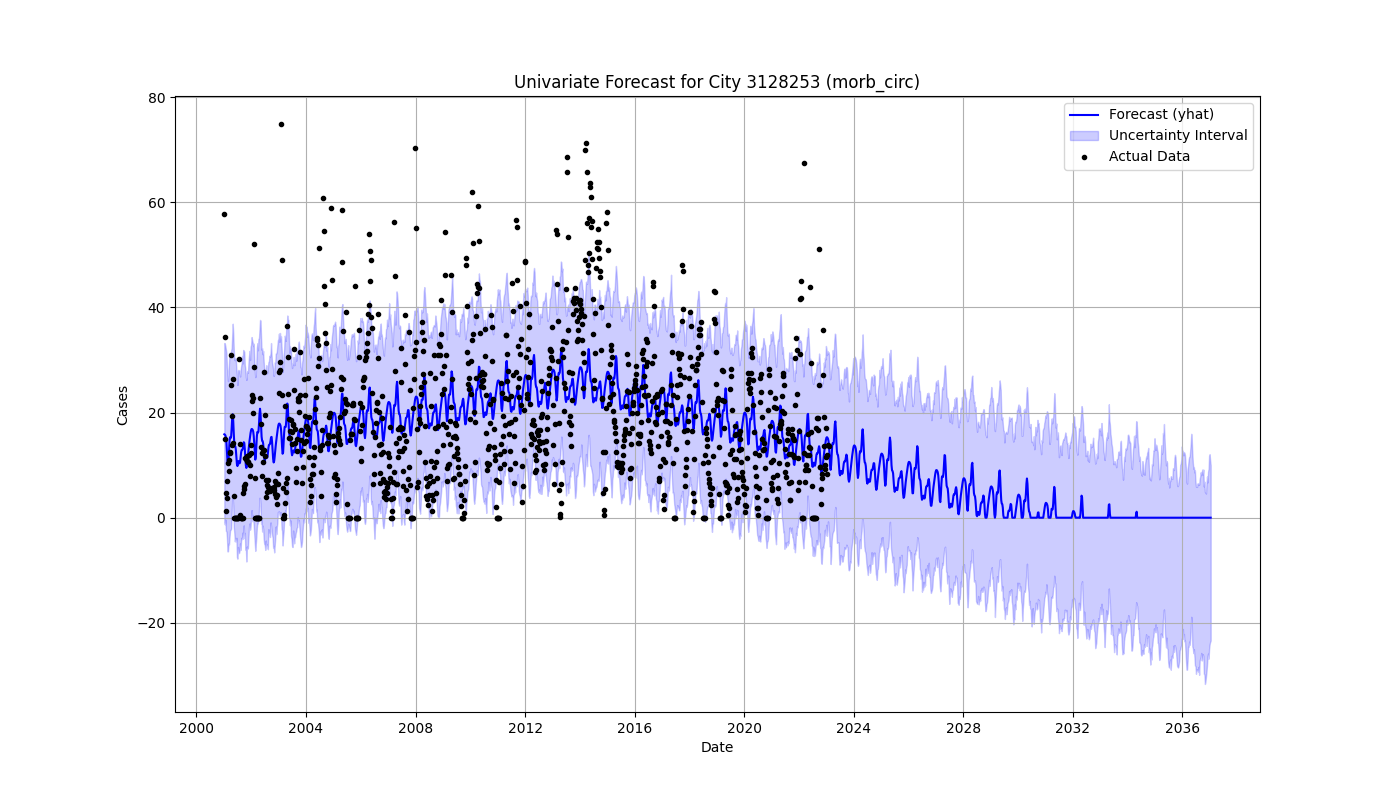 Univariate Forecast for City 3128253 (morb_circ)
Forecast (yhat)
Uncertainty Interval
Actual Data
Cases
80
60
40
20
0
−20
2000 2004 2008 2012 2016 2020 2024 2028 2032 2036
Date